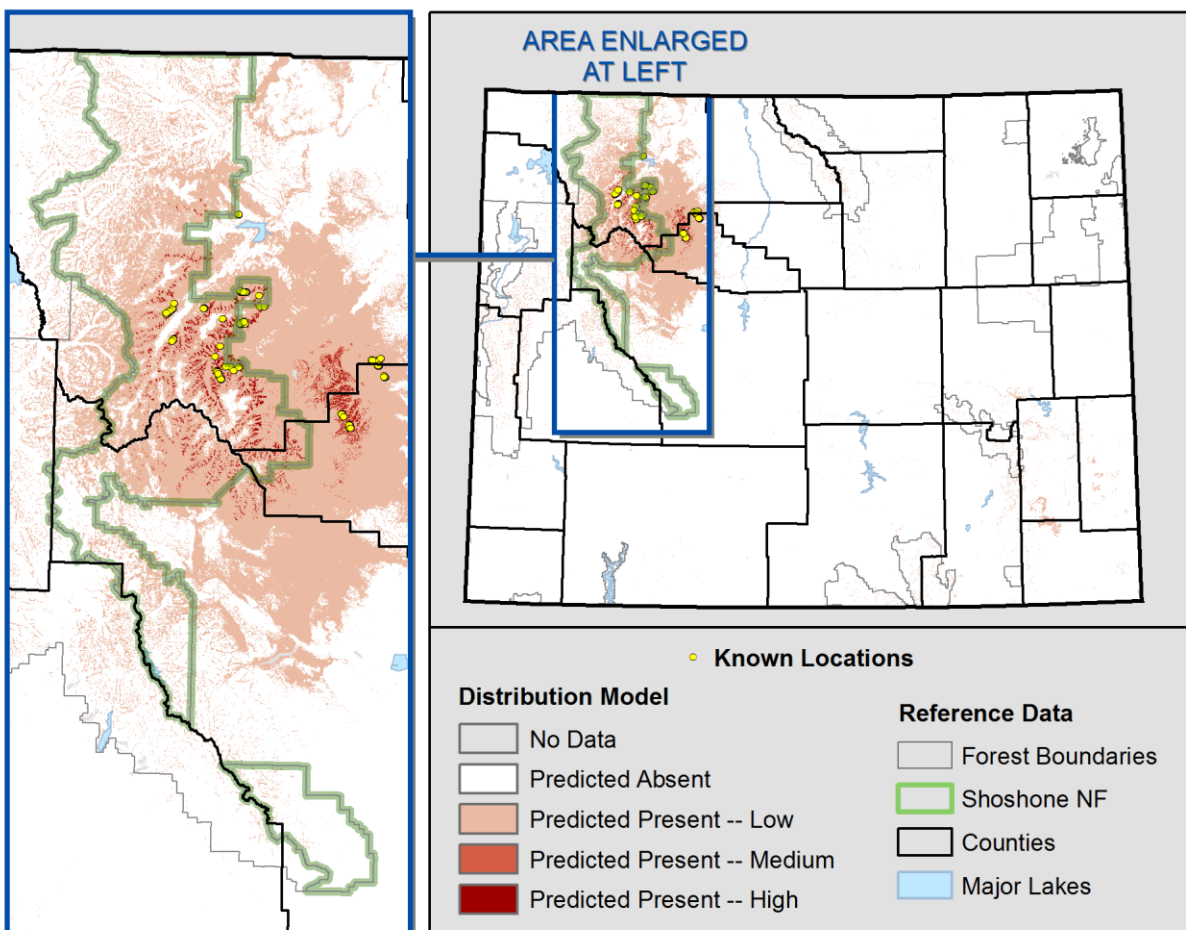 AREA ENLARGED
AT LEFT
Known Locations
Distribution Model
No Data
Predicted Absent
Predicted Present -- Low
Predicted Present -- Medium
Predicted Present -- High
Reference Data
Forest Boundaries
Shoshone NF
Counties
Major Lakes